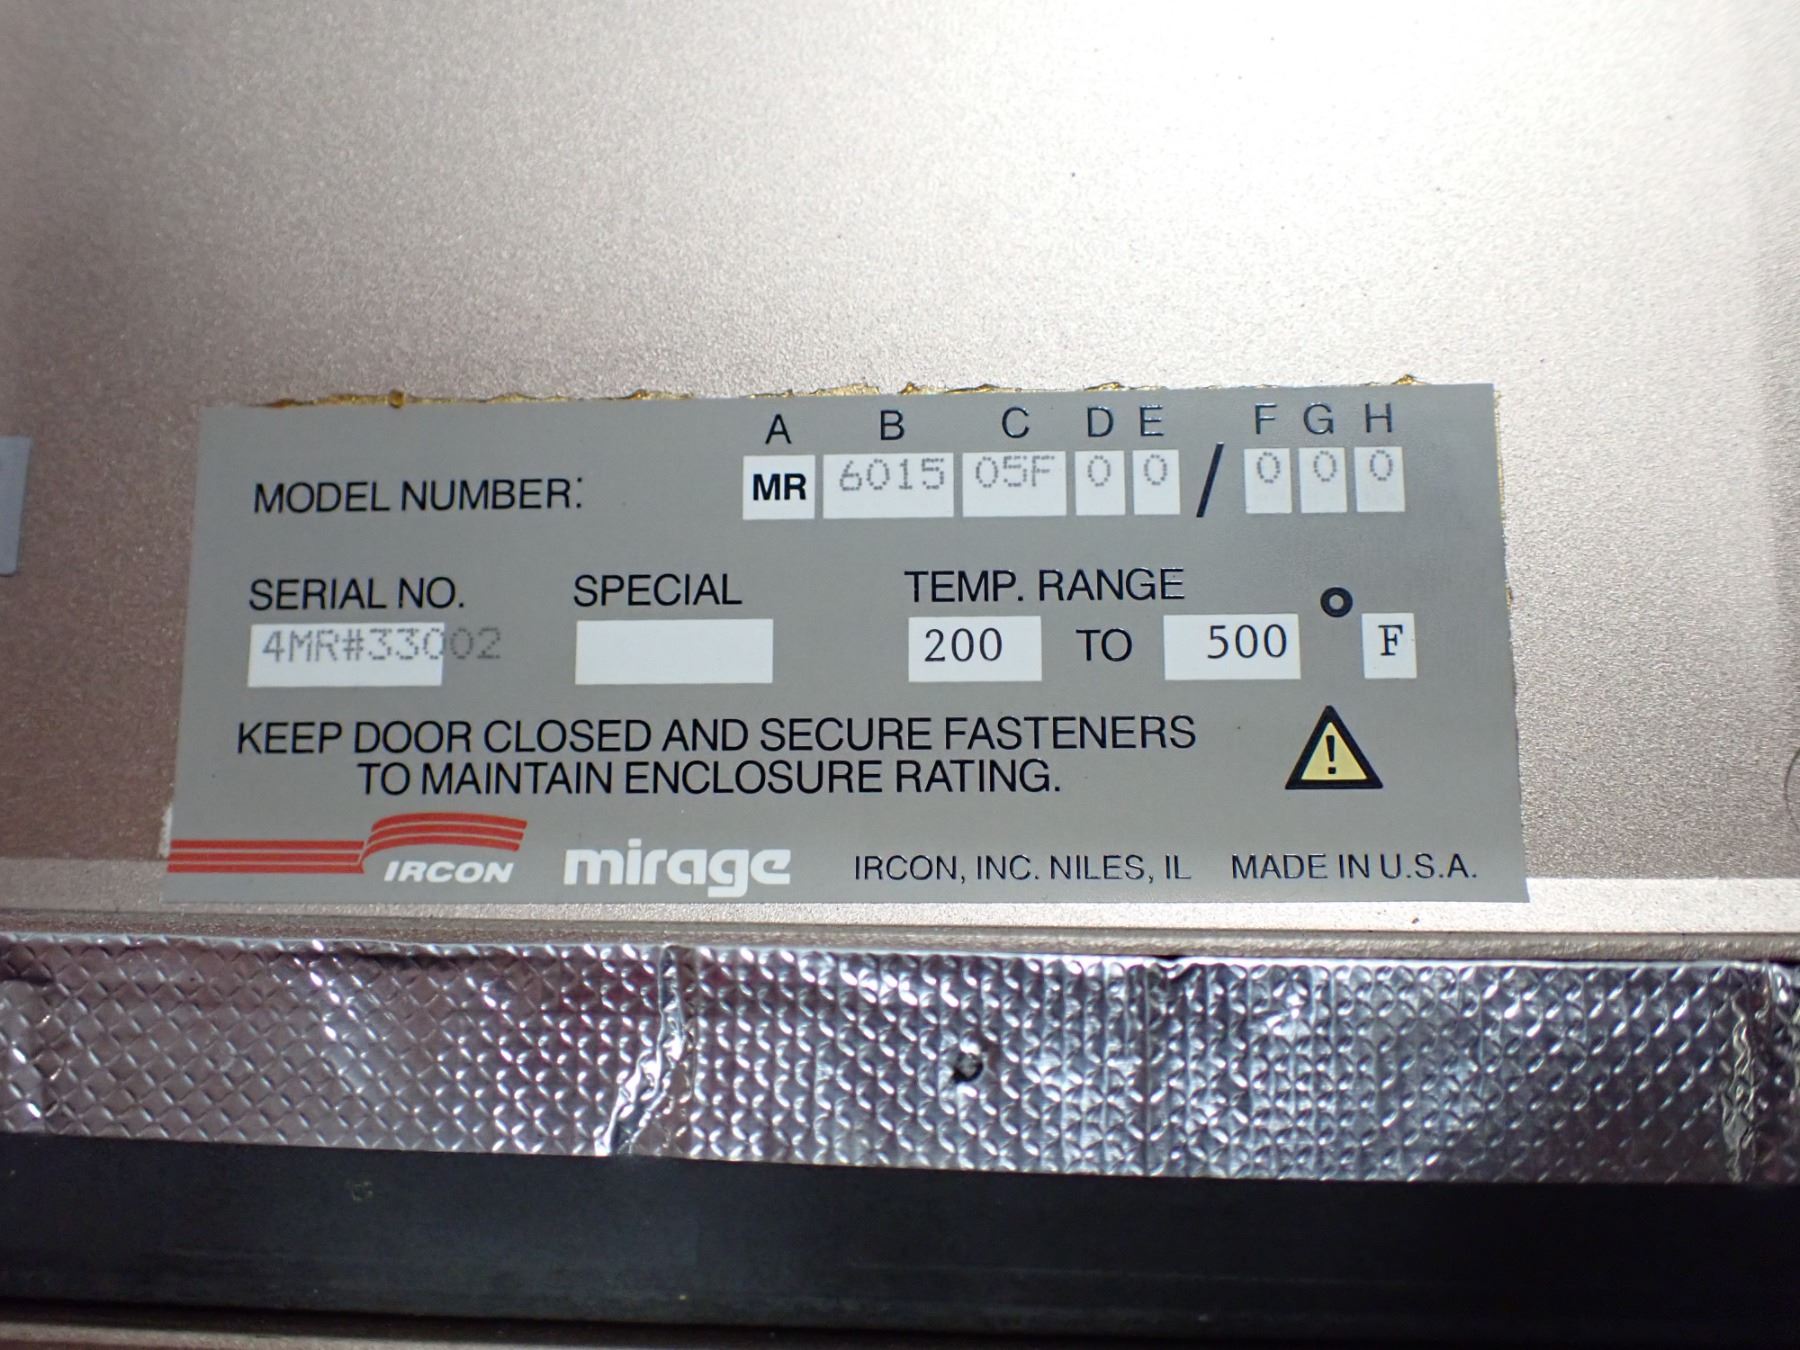 A B C D E F G H
MODEL NUMBER: MR 6015 05F 0 0 / 0 0 0
SERIAL NO. SPECIAL TEMP. RANGE
4MR#33002 200 TO 500 ° F
KEEP DOOR CLOSED AND SECURE FASTENERS
TO MAINTAIN ENCLOSURE RATING.
!
IRCON mirage IRCON, INC. NILES, IL MADE IN U.S.A.